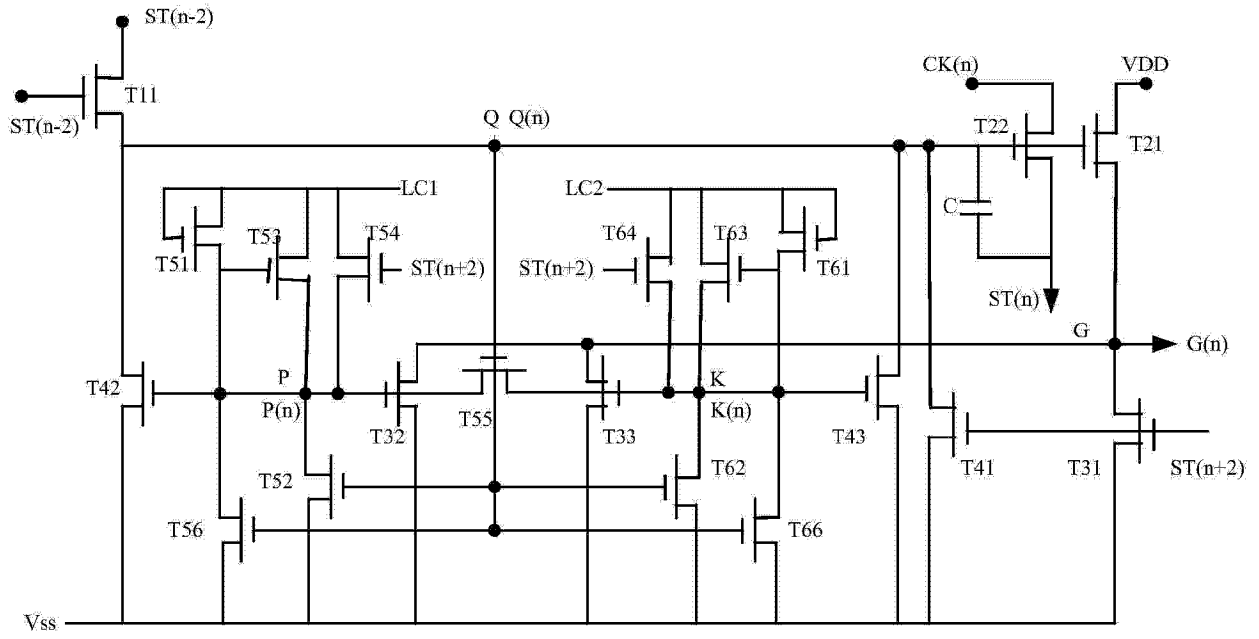 ST(n-2)
T11
ST(n-2)
CK(n)
VDD
Q Q(n)
T22
T21
LC1
LC2
C
T51
T53
T54
ST(n+2)
T64
T63
ST(n+2)
T61
ST(n)
G
G(n)
T42
P
P(n)
T32
T55
T33
K
K(n)
T43
T41
T31
ST(n+2)
T52
T62
T56
T66
Vss